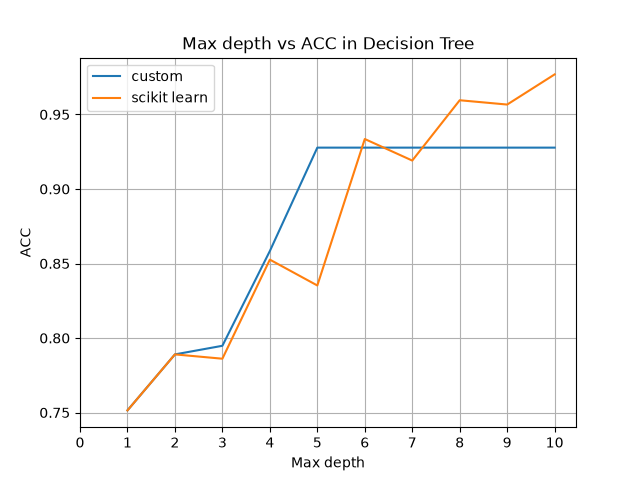 Max depth vs ACC in Decision Tree
custom
scikit learn
ACC
0.95
0.90
0.85
0.80
0.75
0 1 2 3 4 5 6 7 8 9 10
Max depth